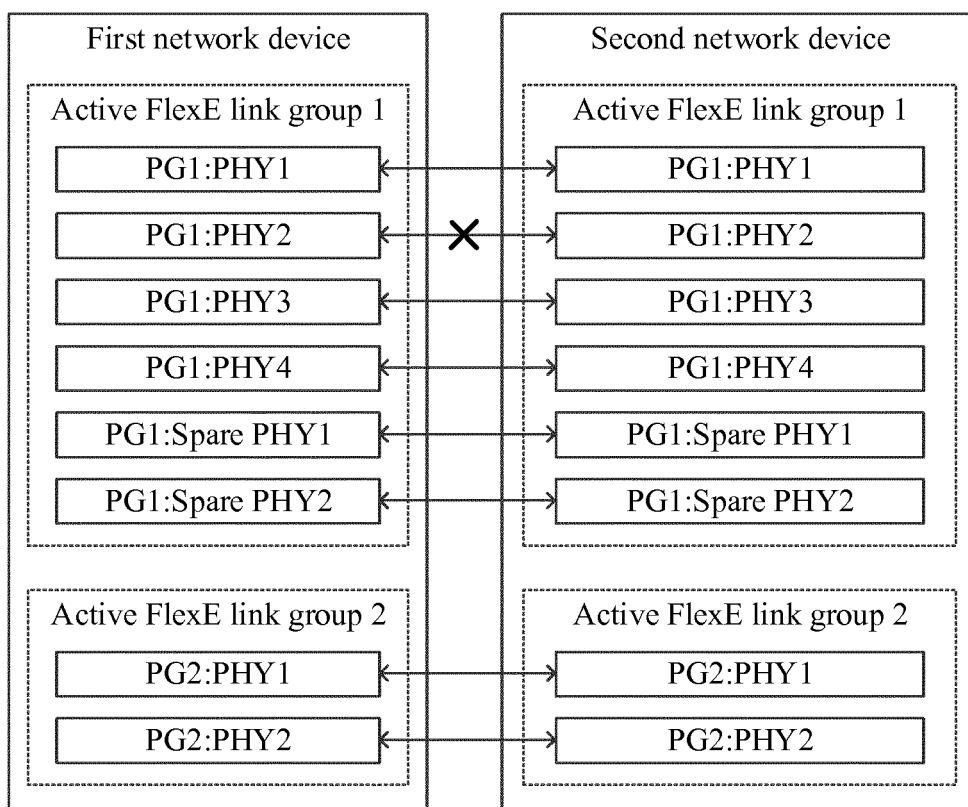 First network device
Active FlexE link group 1
PG1:PHY1
PG1:PHY2
PG1:PHY3
PG1:PHY4
PG1:Spare PHY1
PG1:Spare PHY2
Active FlexE link group 2
PG2:PHY1
PG2:PHY2
Second network device
Active FlexE link group 1
PG1:PHY1
PG1:PHY2
PG1:PHY3
PG1:PHY4
PG1:Spare PHY1
PG1:Spare PHY2
Active FlexE link group 2
PG2:PHY1
PG2:PHY2